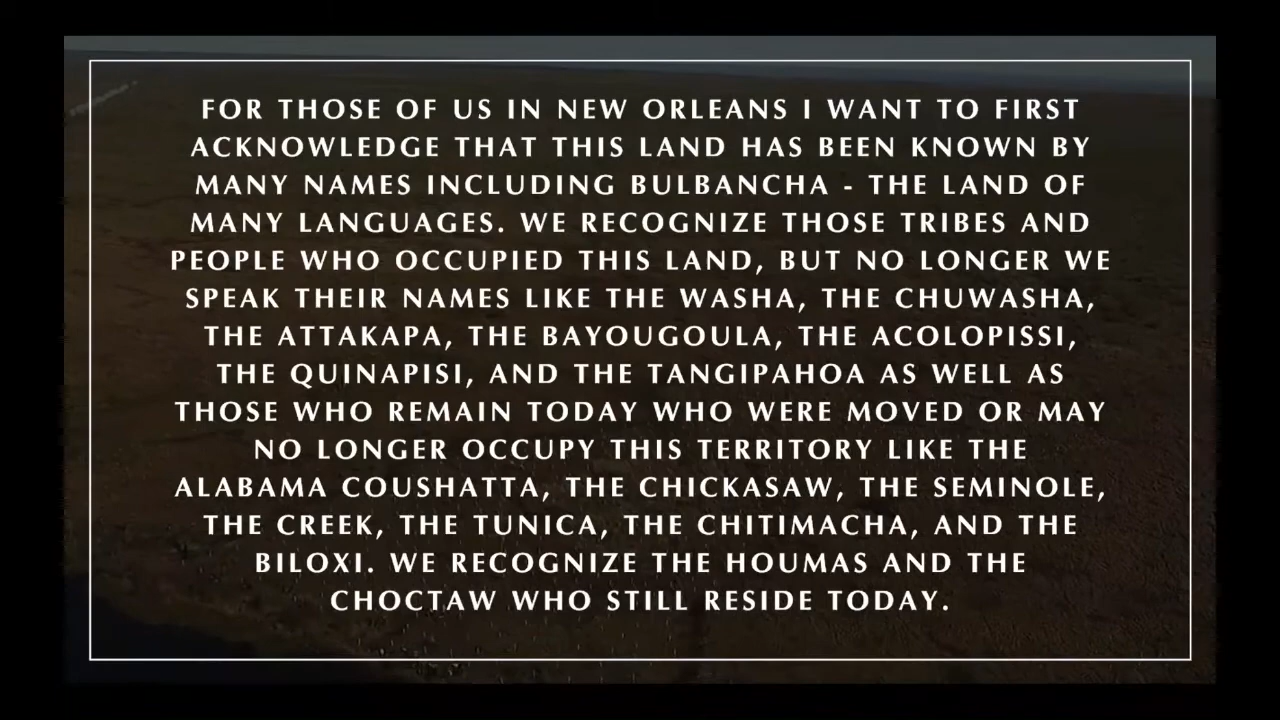 FOR THOSE OF US IN NEW ORLEANS I WANT TO FIRST
ACKNOWLEDGE THAT THIS LAND HAS BEEN KNOWN BY
MANY NAMES INCLUDING BULBANCHA - THE LAND OF
MANY LANGUAGES. WE RECOGNIZE THOSE TRIBES AND
PEOPLE WHO OCCUPIED THIS LAND, BUT NO LONGER WE
SPEAK THEIR NAMES LIKE THE WASHA, THE CHUWASHA,
THE ATTAKAPA, THE BAYOUGOULA, THE ACOLOPISSI,
THE QUINAPISI, AND THE TANGIPAHOA AS WELL AS
THOSE WHO REMAIN TODAY WHO WERE MOVED OR MAY
NO LONGER OCCUPY THIS TERRITORY LIKE THE
ALABAMA COUSHATTA, THE CHICKASAW, THE SEMINOLE,
THE CREEK, THE TUNICA, THE CHITIMACHA, AND THE
BILOXI. WE RECOGNIZE THE HOUMAS AND THE
CHOCTAW WHO STILL RESIDE TODAY.